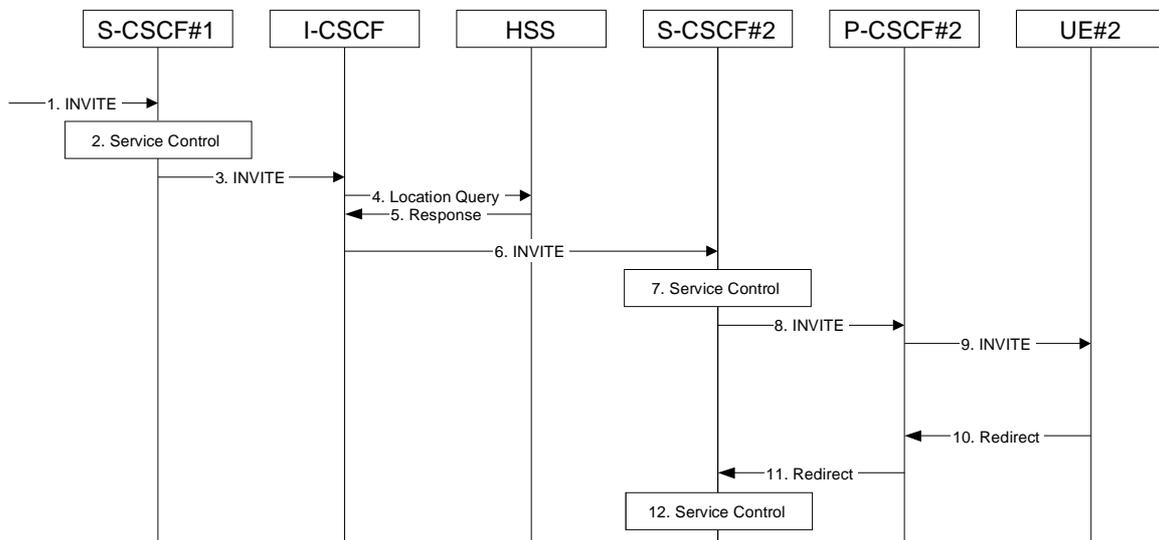 S-CSCF#1 I-CSCF HSS S-CSCF#2 P-CSCF#2 UE#2
1. INVITE
2. Service Control
3. INVITE
4. Location Query
5. Response
6. INVITE
7. Service Control
8. INVITE
9. INVITE
10. Redirect
11. Redirect
12. Service Control